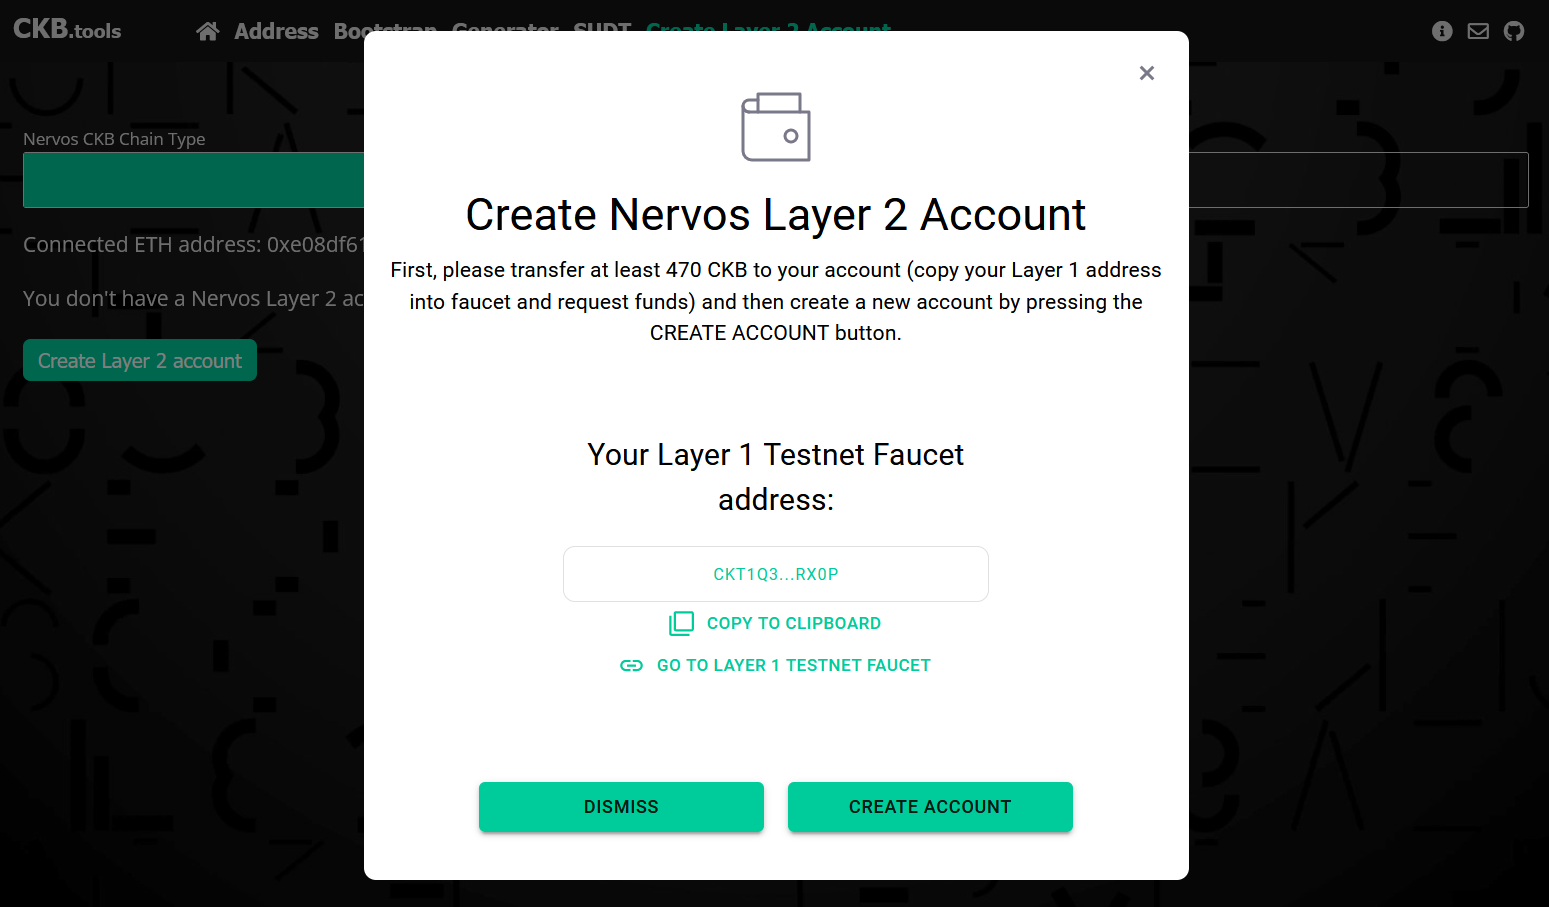 CKB.tools Address Bootstrap Generator SUDT Create Layer 2 Account
Nervos CKB Chain Type
Connected ETH address: 0xe08df61
You don't have a Nervos Layer 2 ac
Create Layer 2 account
Create Nervos Layer 2 Account
First, please transfer at least 470 CKB to your account (copy your Layer 1 address
into faucet and request funds) and then create a new account by pressing the
CREATE ACCOUNT button.
Your Layer 1 Testnet Faucet
address:
CKT1Q3...RX0P
COPY TO CLIPBOARD
GO TO LAYER 1 TESTNET FAUCET
DISMISS CREATE ACCOUNT